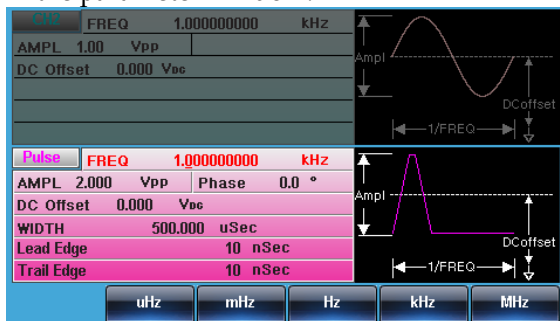 CH2 FREQ 1.000000000 kHz
AMPL 1.00 Vpp
DC Offset 0.000 VDC
Ampl
DCoffset
1/FREQ
Pulse FREQ 1.000000000 kHz
AMPL 2.000 Vpp Phase 0.0 °
DC Offset 0.000 VDC
WIDTH 500.000 uSec
Lead Edge 10 nSec
Trail Edge 10 nSec
Ampl
DCoffset
1/FREQ
uHz mHz Hz kHz MHz